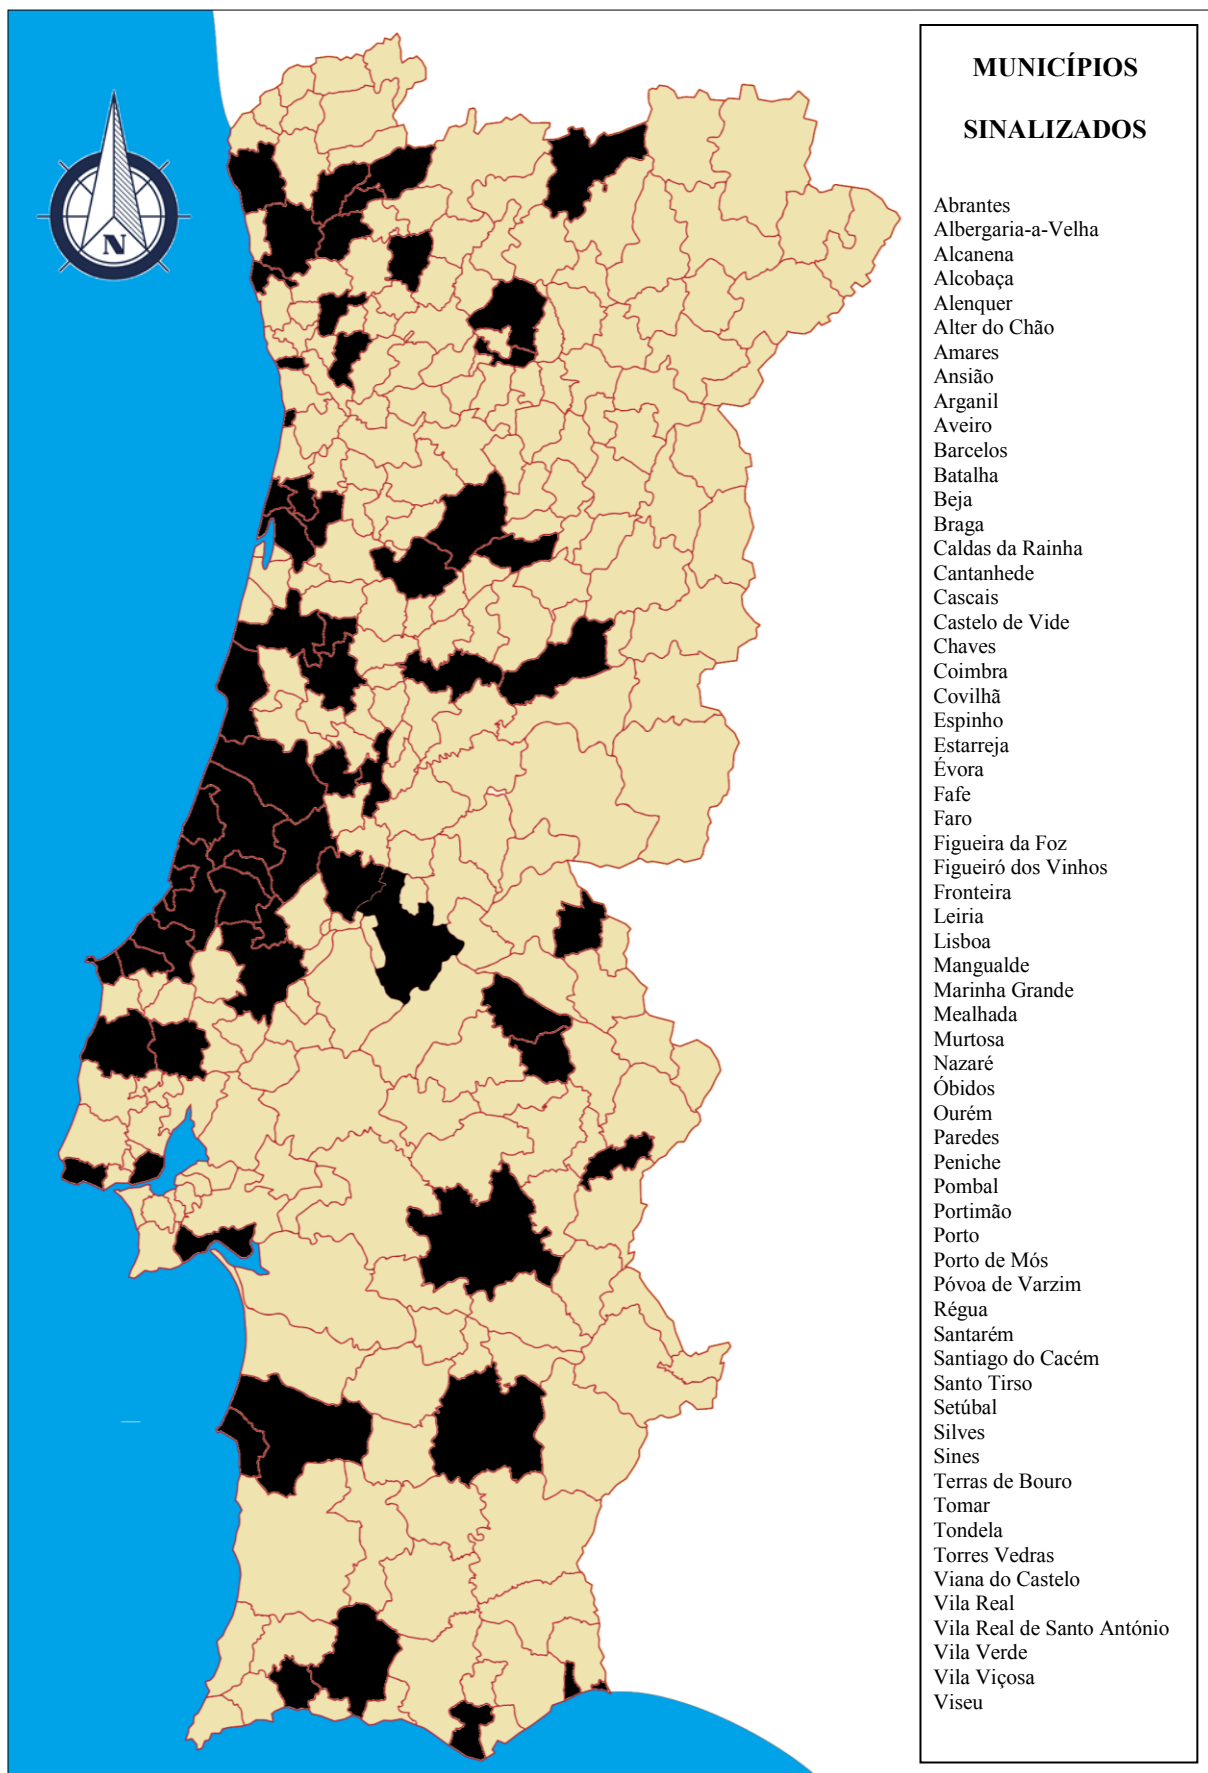 N
MUNICÍPIOS
SINALIZADOS
Abrantes
Albergaria-a-Velha
Alcanena
Alcobaça
Alenquer
Alter do Chão
Amares
Ansião
Arganil
Aveiro
Barcelos
Batalha
Beja
Braga
Caldas da Rainha
Cantanhede
Cascais
Castelo de Vide
Chaves
Coimbra
Covilhã
Espinho
Estarreja
Évora
Fafe
Faro
Figueira da Foz
Figueiró dos Vinhos
Fronteira
Leiria
Lisboa
Mangualde
Marinha Grande
Mealhada
Murtosa
Nazaré
Óbidos
Ourém
Paredes
Peniche
Pombal
Portimão
Porto
Porto de Mós
Póvoa de Varzim
Régua
Santarém
Santiago do Cacém
Santo Tirso
Setúbal
Silves
Sines
Terras de Bouro
Tomar
Tondela
Torres Vedras
Viana do Castelo
Vila Real
Vila Real de Santo António
Vila Verde
Vila Viçosa
Viseu